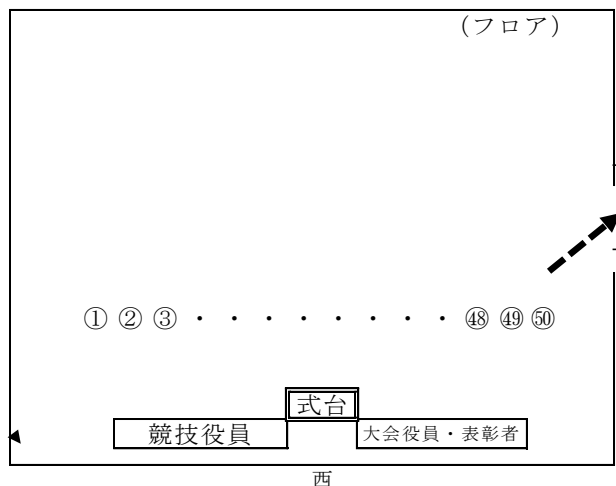 (フロア)
① ② ③ ・ ・ ・ ・ ・ ・ ・ ・ ㊽ ㊾ ㊿
式台
競技役員
大会役員・表彰者
西